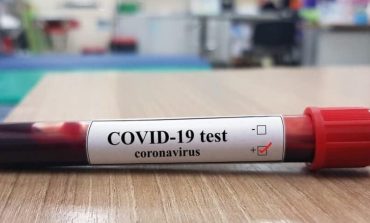 COVID-19 test
coronavirus
-
+